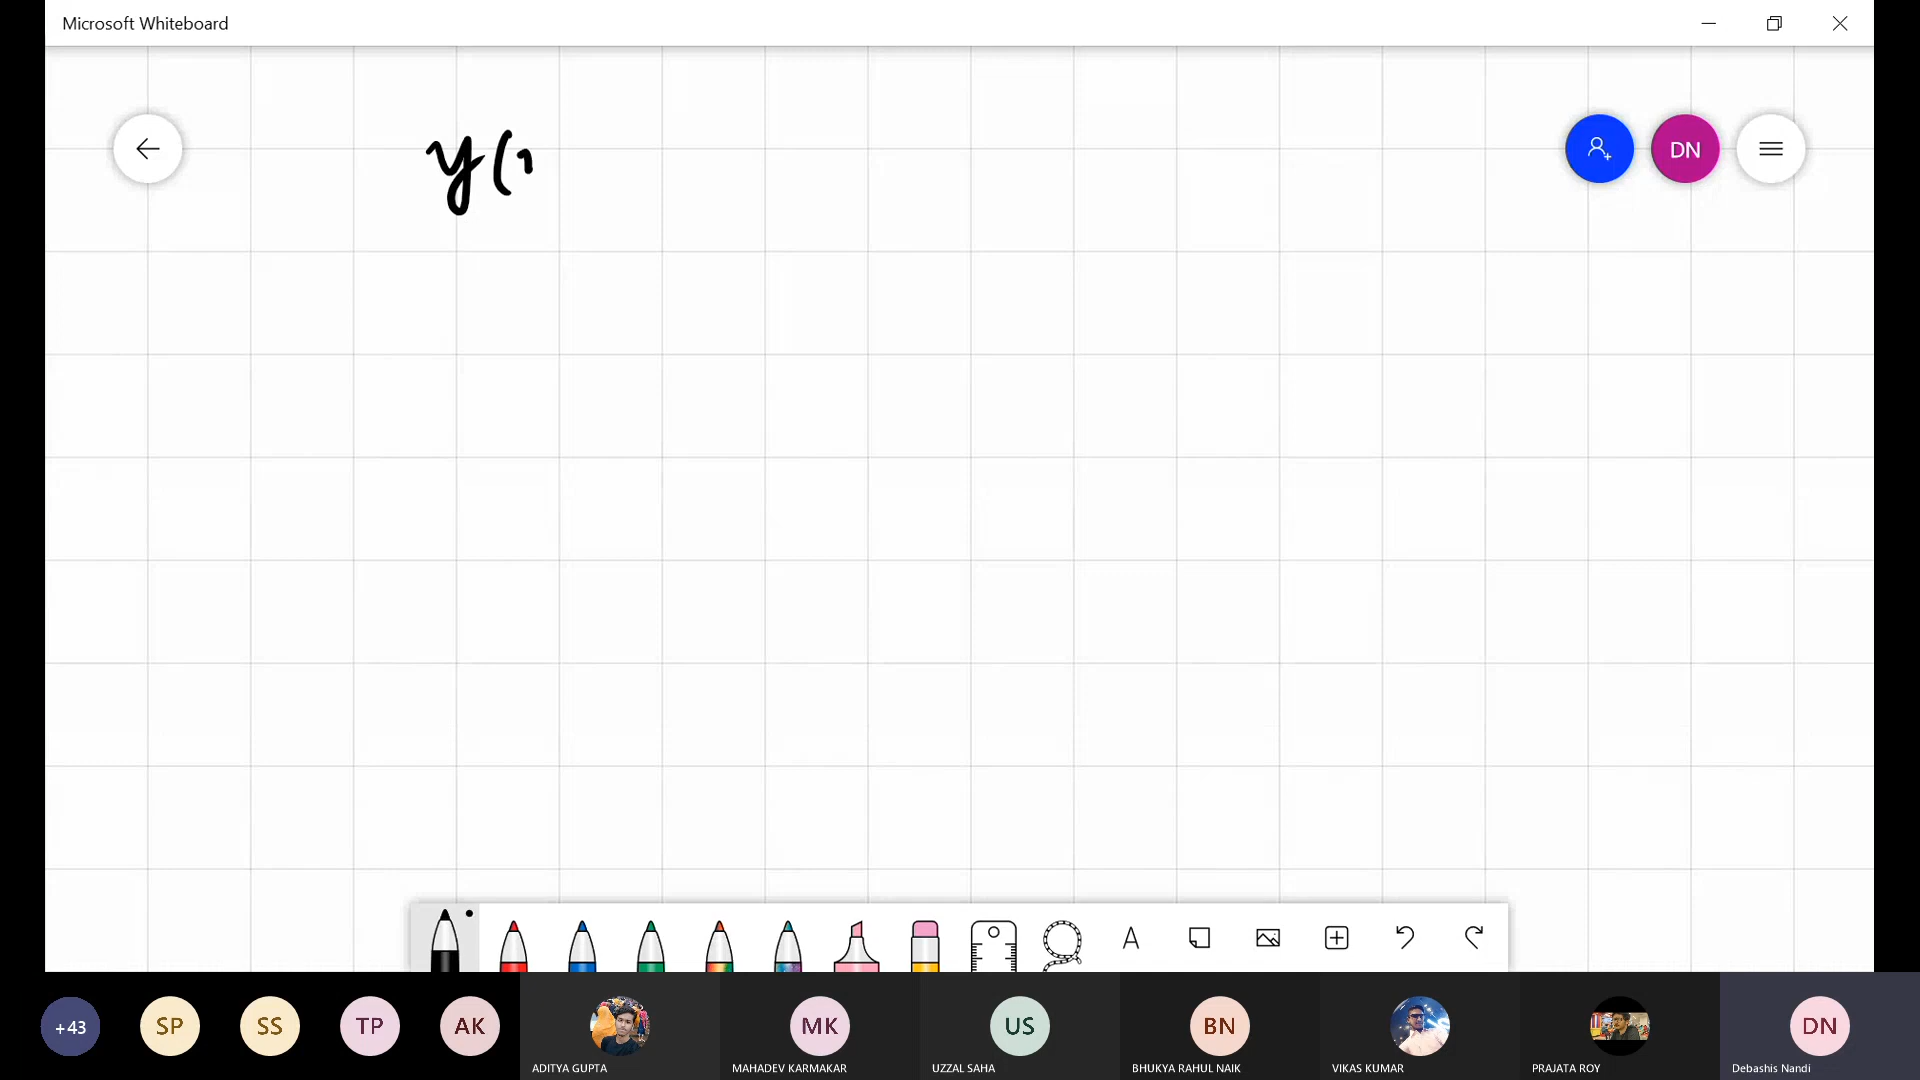 Microsoft Whiteboard
DN
y(
+43
SP
SS
TP
AK
MK
US
BN
DN
ADITYA GUPTA
MAHADEV KARMAKAR
UZZAL SAHA
BHUKYA RAHUL NAIK
VIKAS KUMAR
PRAJATA ROY
Debashis Nandi